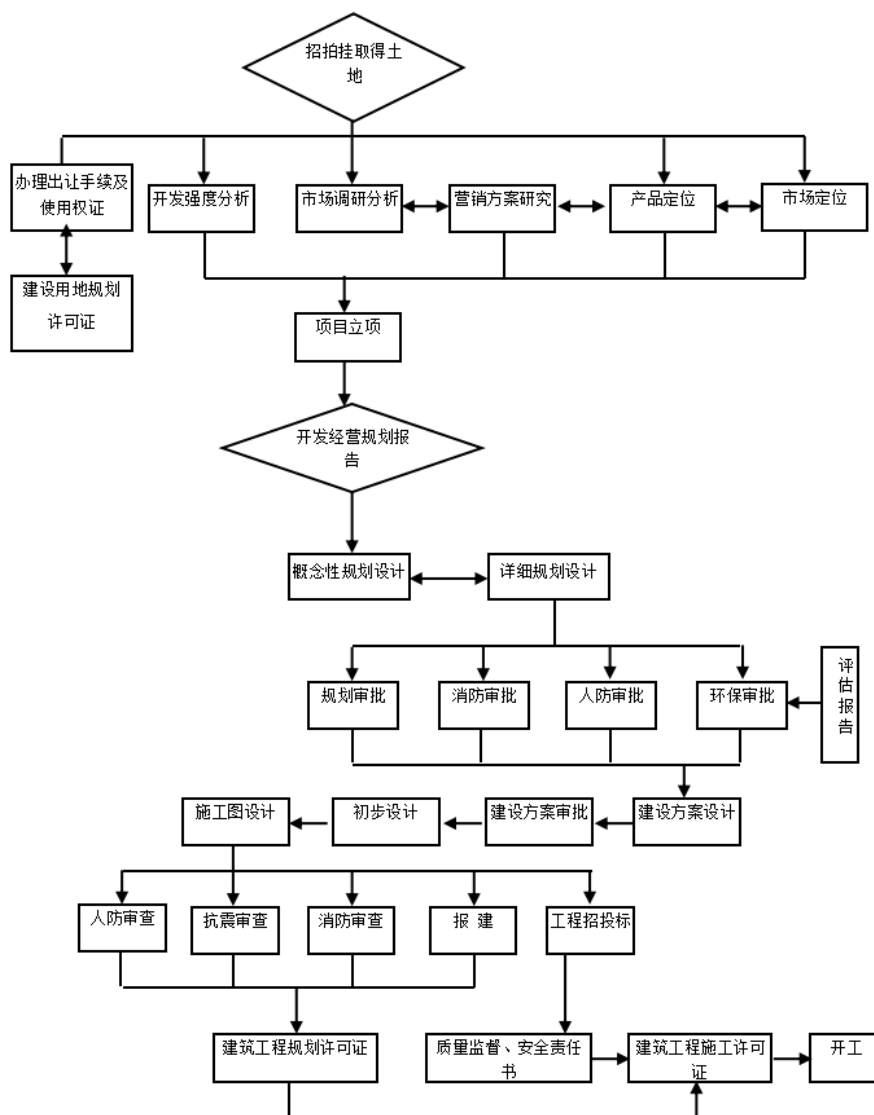 招拍挂取得土
地
办理出让手续及
使用权证
开发强度分析
市场调研分析
营销方案研究
产品定位
市场定位
建设用地规划
许可证
项目立项
开发经营规划报
告
概念性规划设计
详细规划设计
规划审批
消防审批
人防审批
环保审批
评
估
报
告
施工图设计
初步设计
建设方案审批
建设方案设计
人防审查
抗震审查
消防审查
报 建
工程招投标
建筑工程规划许可证
质量监督、安全责任
书
建筑工程施工许可
证
开工